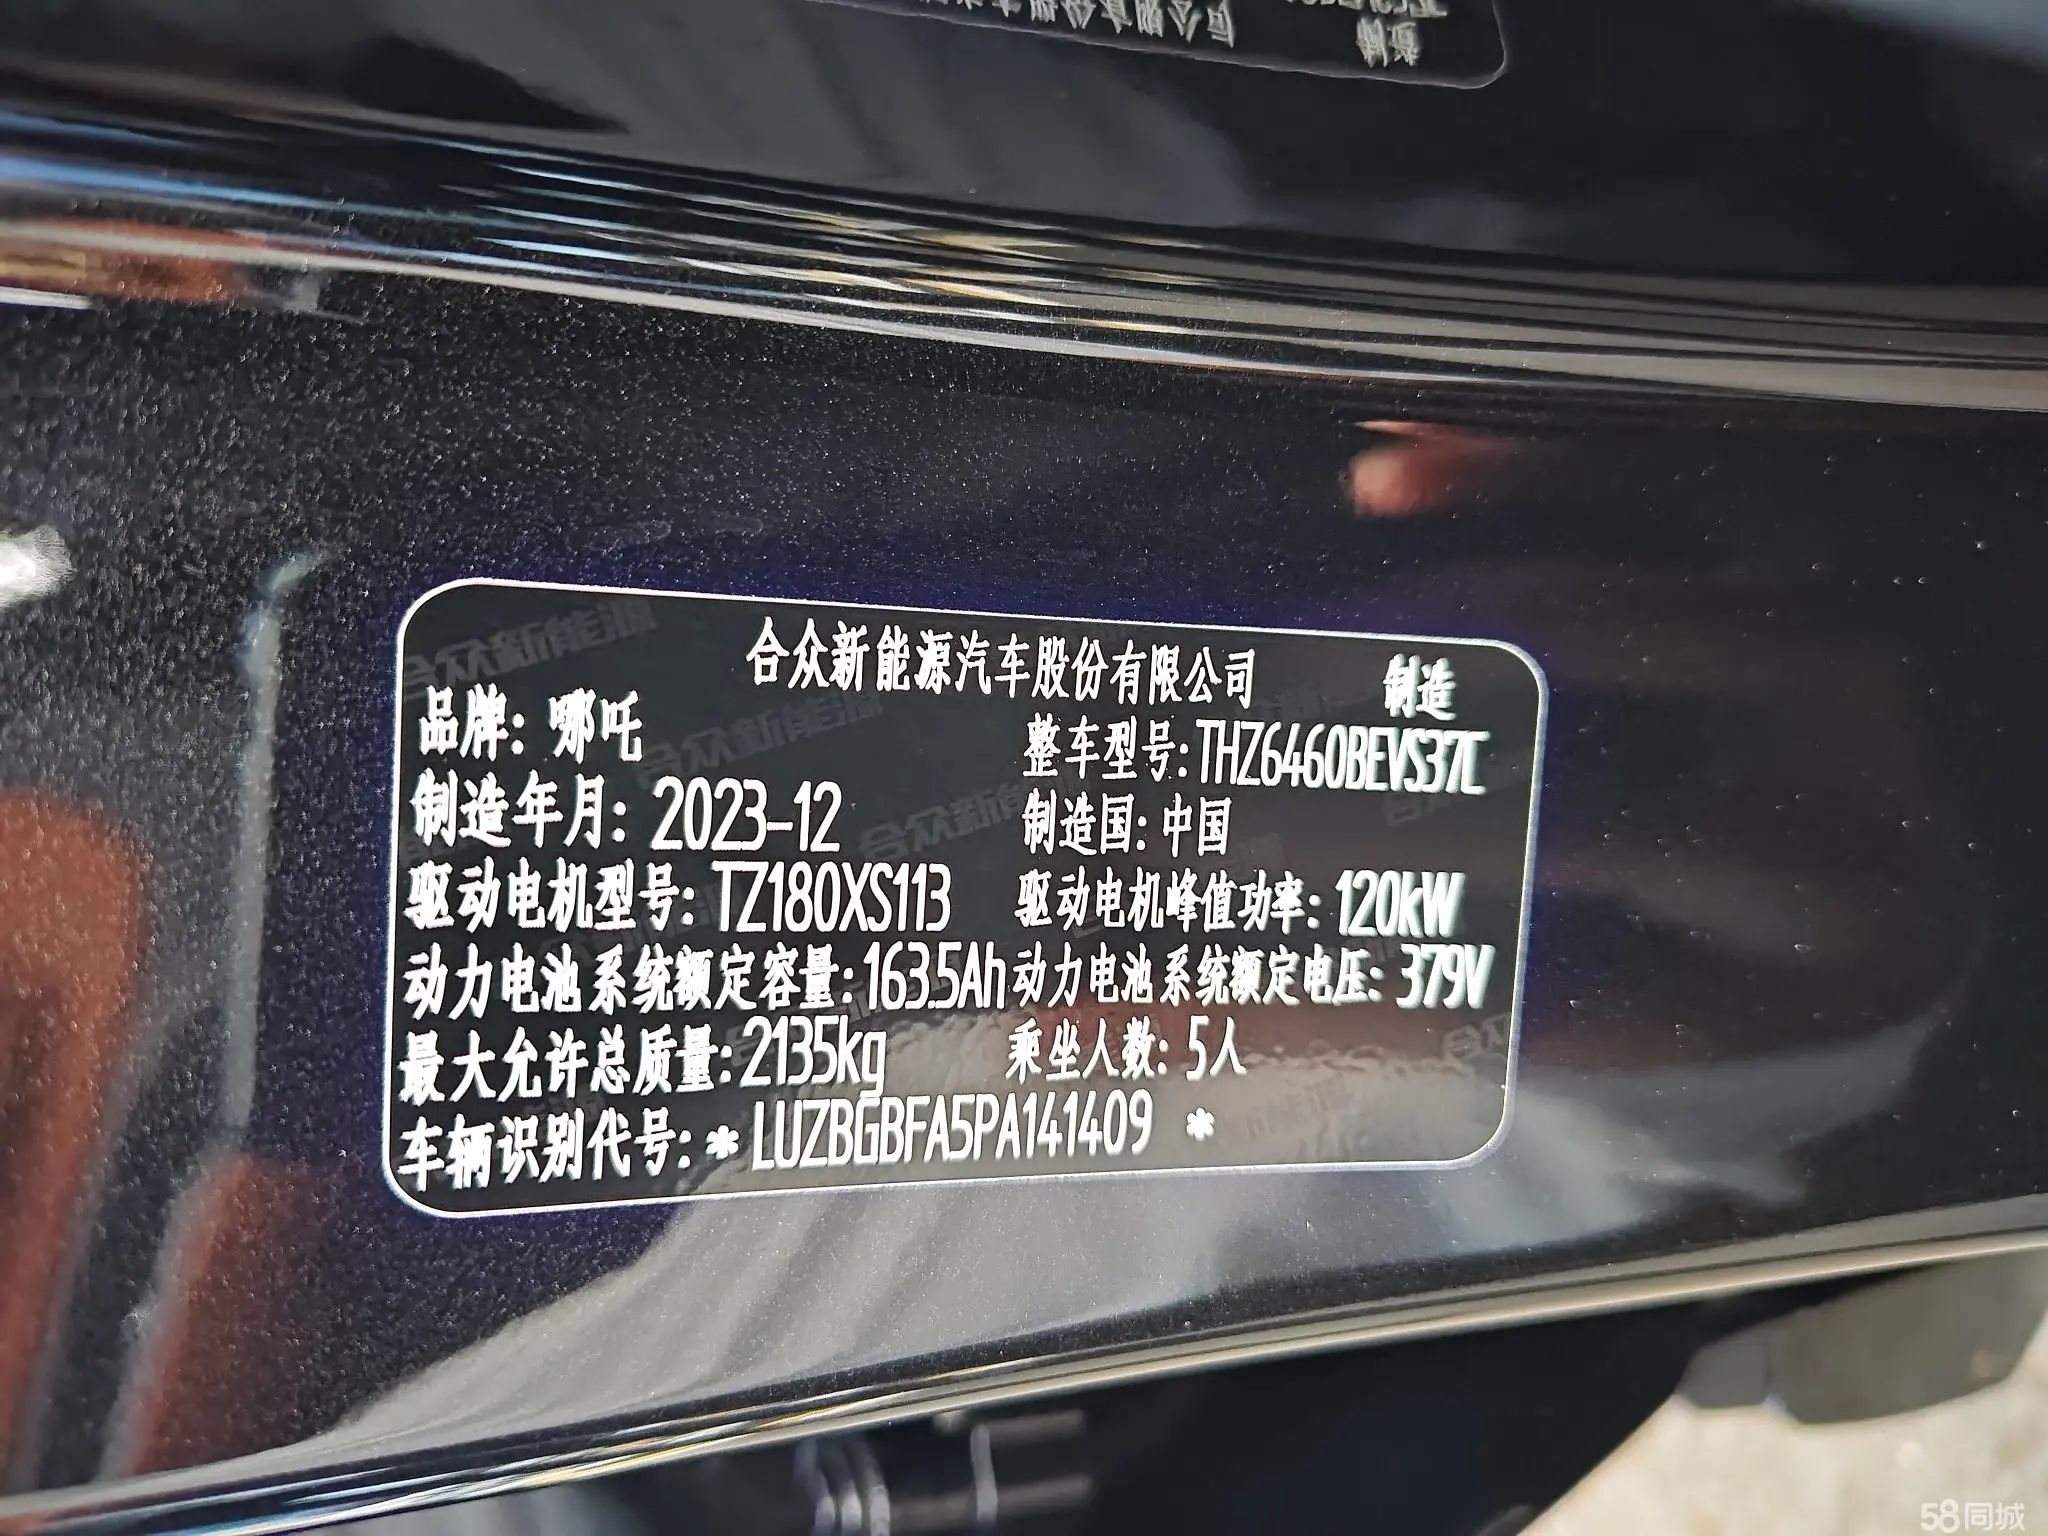 合众新能源汽车股份有限公司 制造
品牌: 哪吒 整车型号:THZ6460BEVS37C
制造年月: 2023-12 制造国: 中国
驱动电机型号: TZ180XS113 驱动电机峰值功率: 120kW
动力电池系统额定容量: 163.5Ah 动力电池系统额定电压: 379V
最大允许总质量: 2135kg 乘坐人数: 5人
车辆识别代号: * LUZBGBFA5PA141409 *
58同城